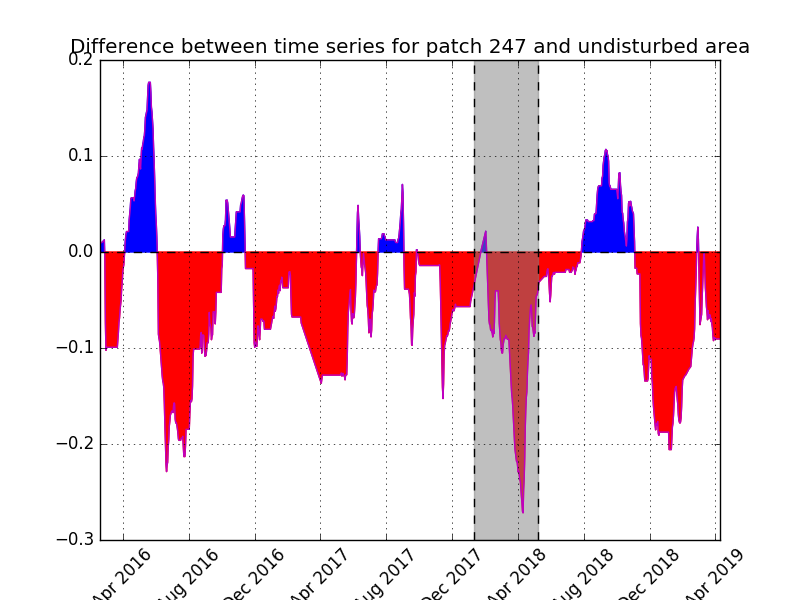 Difference between time series for patch 247 and undisturbed area
0.2
0.1
0.0
−0.1
−0.2
−0.3
Apr 2016
Aug 2016
Dec 2016
Apr 2017
Aug 2017
Dec 2017
Apr 2018
Aug 2018
Dec 2018
Apr 2019